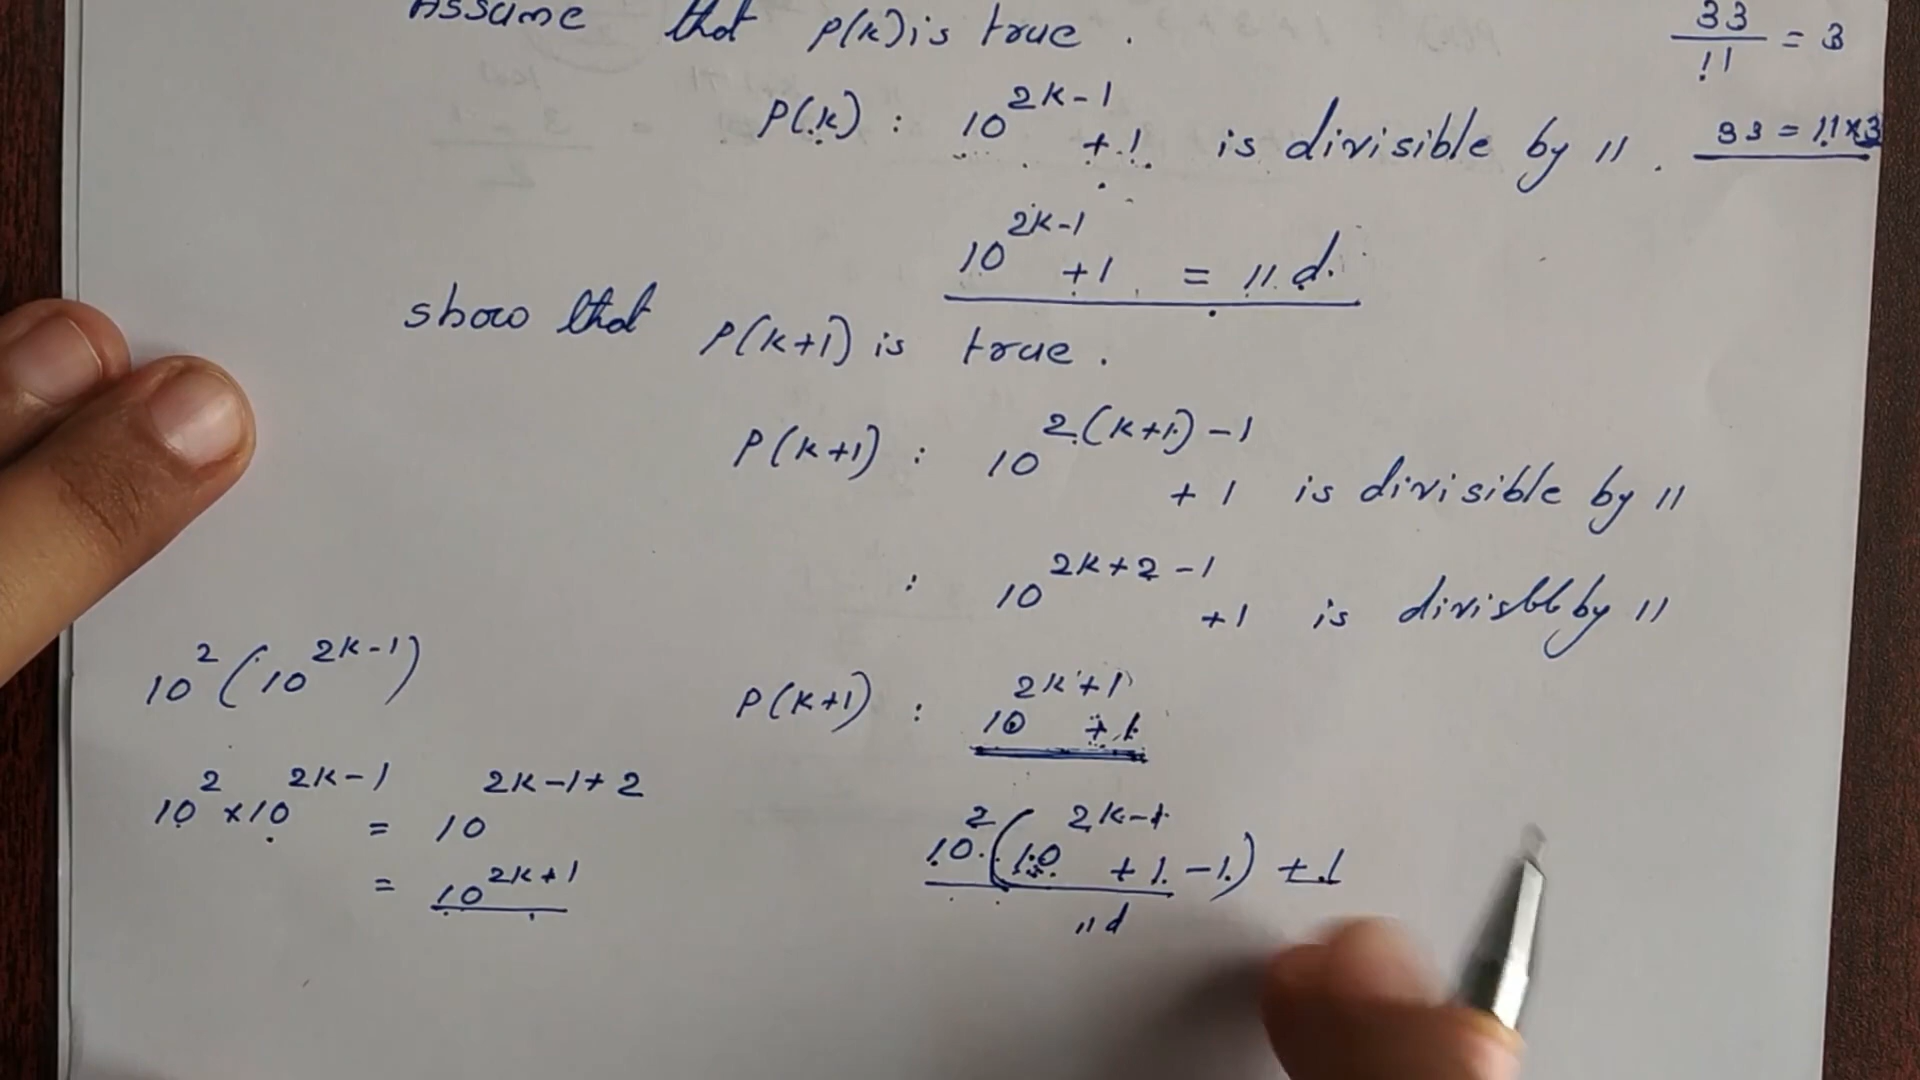 Assume that P(k) is true.
33/11 = 3
P(k) : 10^(2k-1) + 1 is divisible by 11.
33 = 11×3
10^(2k-1) + 1 = 11d.
show that P(k+1) is true.
P(k+1) : 10^(2(k+1)-1) + 1 is divisible by 11
: 10^(2k+2-1) + 1 is divisble by 11
10^2 (10^(2k-1))
P(k+1) : 10^(2k+1) + 1
10^2 × 10^(2k-1) = 10^(2k-1+2)
= 10^(2k+1)
10^2 (10^(2k-1) + 1 - 1) + 1
11d